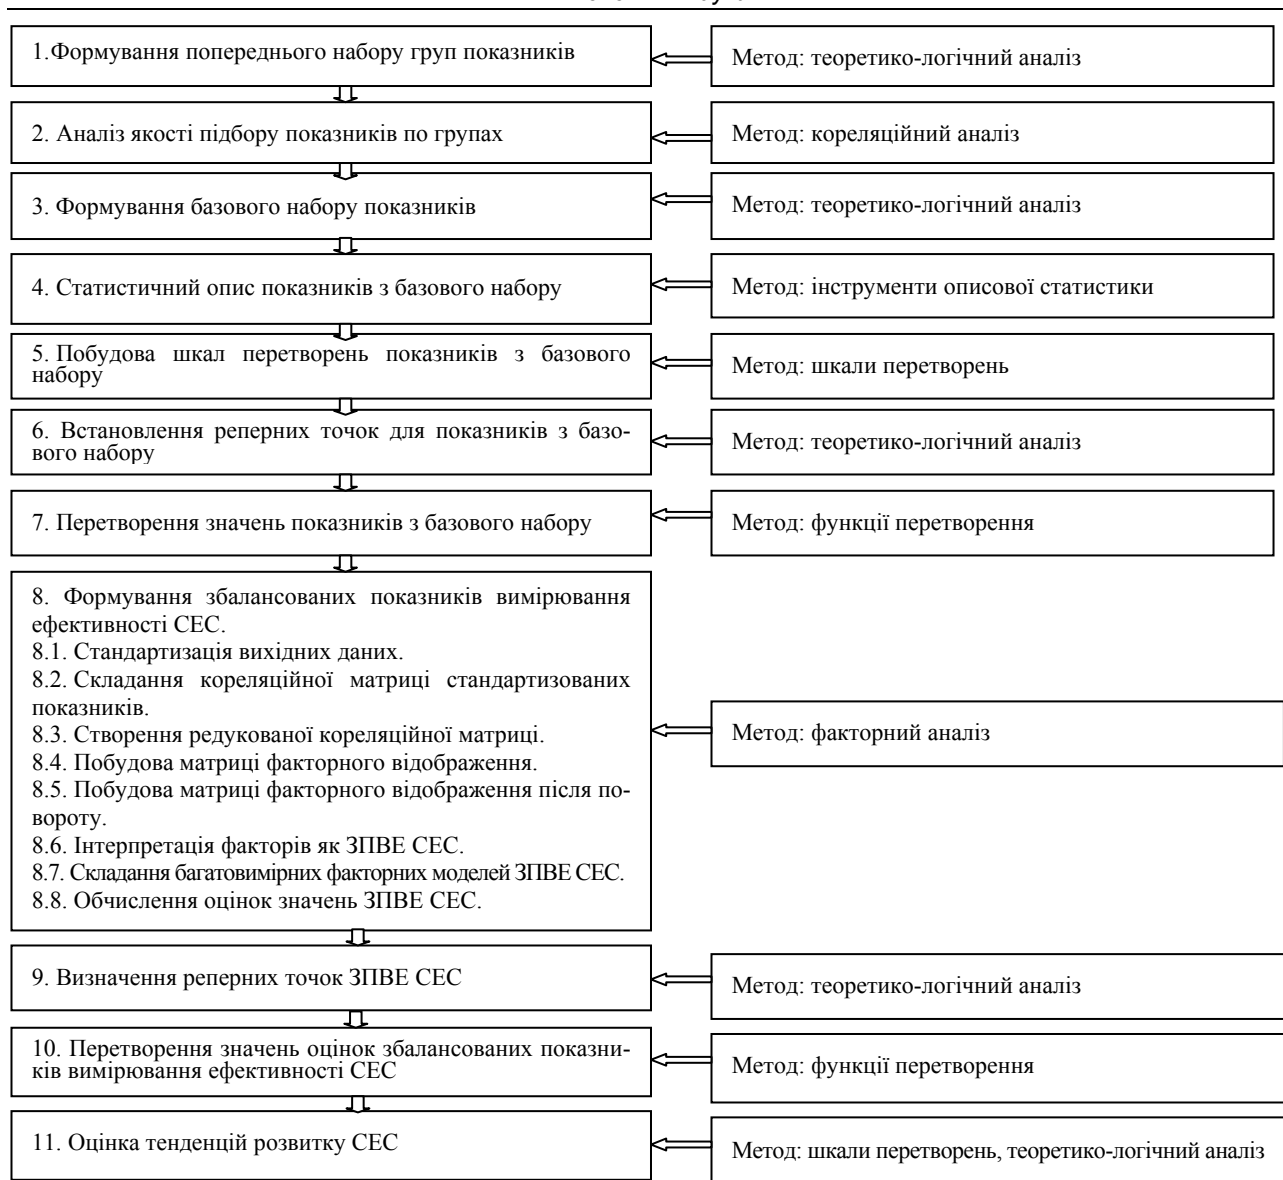 1.Формування попереднього набору груп показників
Метод: теоретико-логічний аналіз
2. Аналіз якості підбору показників по групах
Метод: кореляційний аналіз
3. Формування базового набору показників
Метод: теоретико-логічний аналіз
4. Статистичний опис показників з базового набору
Метод: інструменти описової статистики
5. Побудова шкал перетворень показників з базового
набору
Метод: шкали перетворень
6. Встановлення реперних точок для показників з базо-
вого набору
Метод: теоретико-логічний аналіз
7. Перетворення значень показників з базового набору
Метод: функції перетворення
8. Формування збалансованих показників вимірювання
ефективності СЕС.
8.1. Стандартизація вихідних даних.
8.2. Складання кореляційної матриці стандартизованих
показників.
8.3. Створення редукованої кореляційної матриці.
8.4. Побудова матриці факторного відображення.
8.5. Побудова матриці факторного відображення після по-
вороту.
8.6. Інтерпретація факторів як ЗПВЕ СЕС.
8.7. Складання багатовимірних факторних моделей ЗПВЕ СЕС.
8.8. Обчислення оцінок значень ЗПВЕ СЕС.
Метод: факторний аналіз
9. Визначення реперних точок ЗПВЕ СЕС
Метод: теоретико-логічний аналіз
10. Перетворення значень оцінок збалансованих показни-
ків вимірювання ефективності СЕС
Метод: функції перетворення
11. Оцінка тенденцій розвитку СЕС
Метод: шкали перетворень, теоретико-логічний аналіз